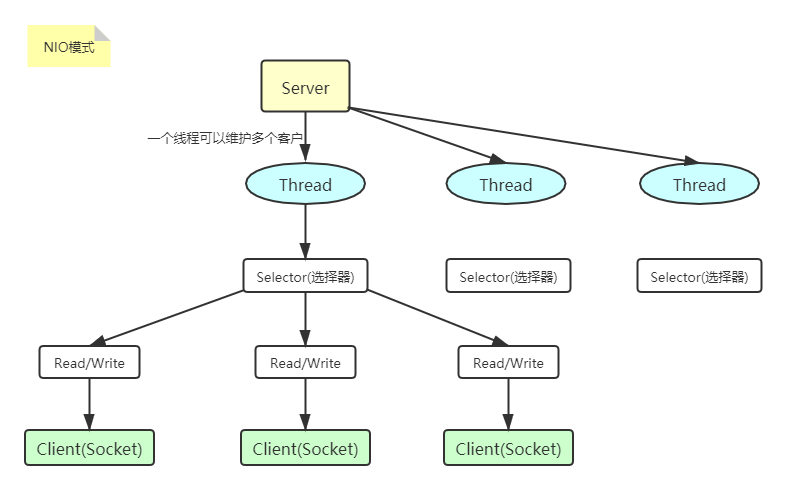 NIO模式
Server
一个线程可以维护多个客户
Thread
Thread
Thread
Selector(选择器)
Selector(选择器)
Selector(选择器)
Read/Write
Read/Write
Read/Write
Client(Socket)
Client(Socket)
Client(Socket)